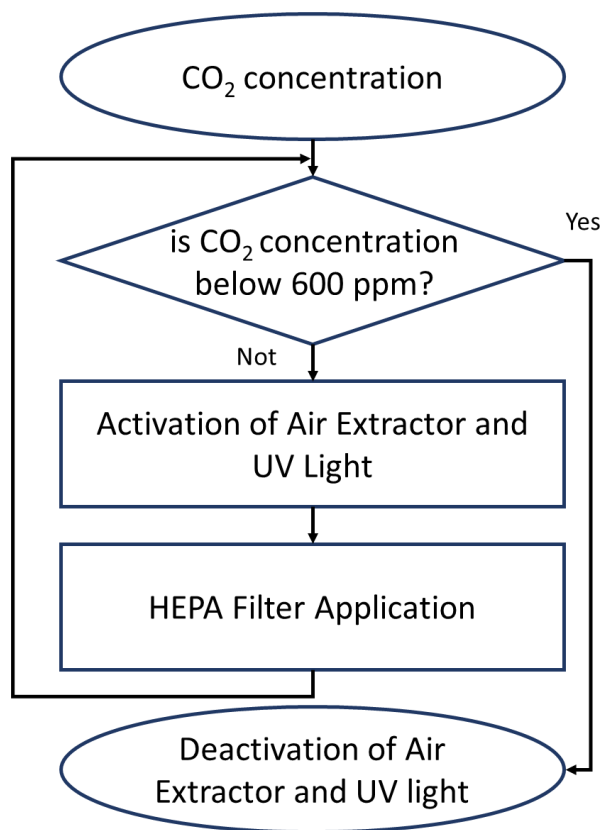 CO₂ concentration
is CO₂ concentration
below 600 ppm?
Yes
Not
Activation of Air Extractor and
UV Light
HEPA Filter Application
Deactivation of Air
Extractor and UV light